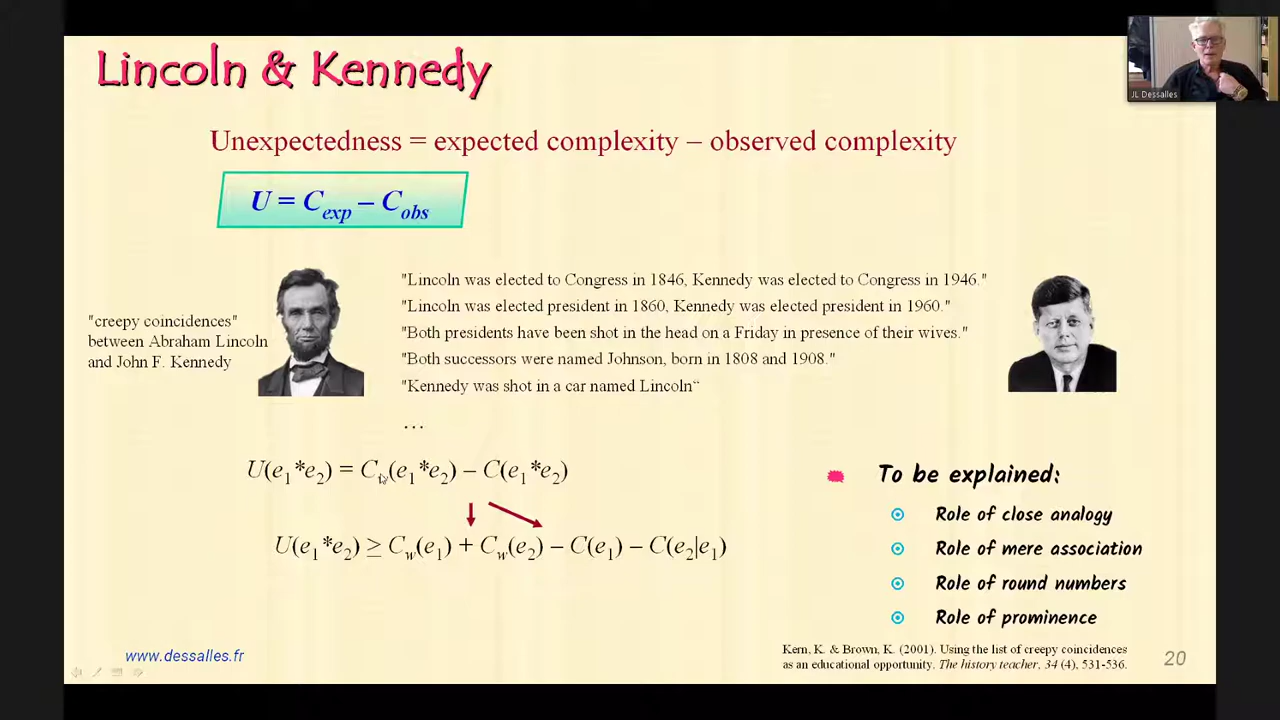 Lincoln & Kennedy
JL Dessalles
Unexpectedness = expected complexity – observed complexity
U = Cexp – Cobs
"creepy coincidences"
between Abraham Lincoln
and John F. Kennedy
"Lincoln was elected to Congress in 1846, Kennedy was elected to Congress in 1946."
"Lincoln was elected president in 1860, Kennedy was elected president in 1960."
"Both presidents have been shot in the head on a Friday in presence of their wives."
"Both successors were named Johnson, born in 1808 and 1908."
"Kennedy was shot in a car named Lincoln“
…
U(e1*e2) = Cw(e1*e2) – C(e1*e2)
U(e1*e2) ≥ Cw(e1) + Cw(e2) – C(e1) – C(e2|e1)
To be explained:
Role of close analogy
Role of mere association
Role of round numbers
Role of prominence
www.dessalles.fr
Kern, K. & Brown, K. (2001). Using the list of creepy coincidences
as an educational opportunity. The history teacher, 34 (4), 531-536.
20